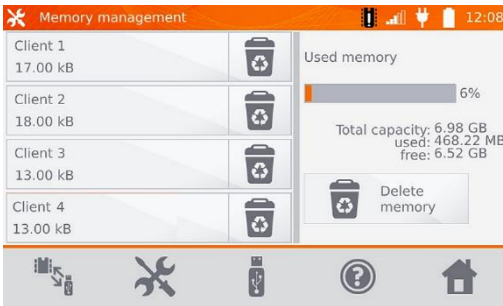 Memory management
12:08
Client 1
17.00 kB
Client 2
18.00 kB
Client 3
13.00 kB
Client 4
13.00 kB
Used memory
6%
Total capacity: 6.98 GB
used: 468.22 MB
free: 6.52 GB
Delete
memory
?